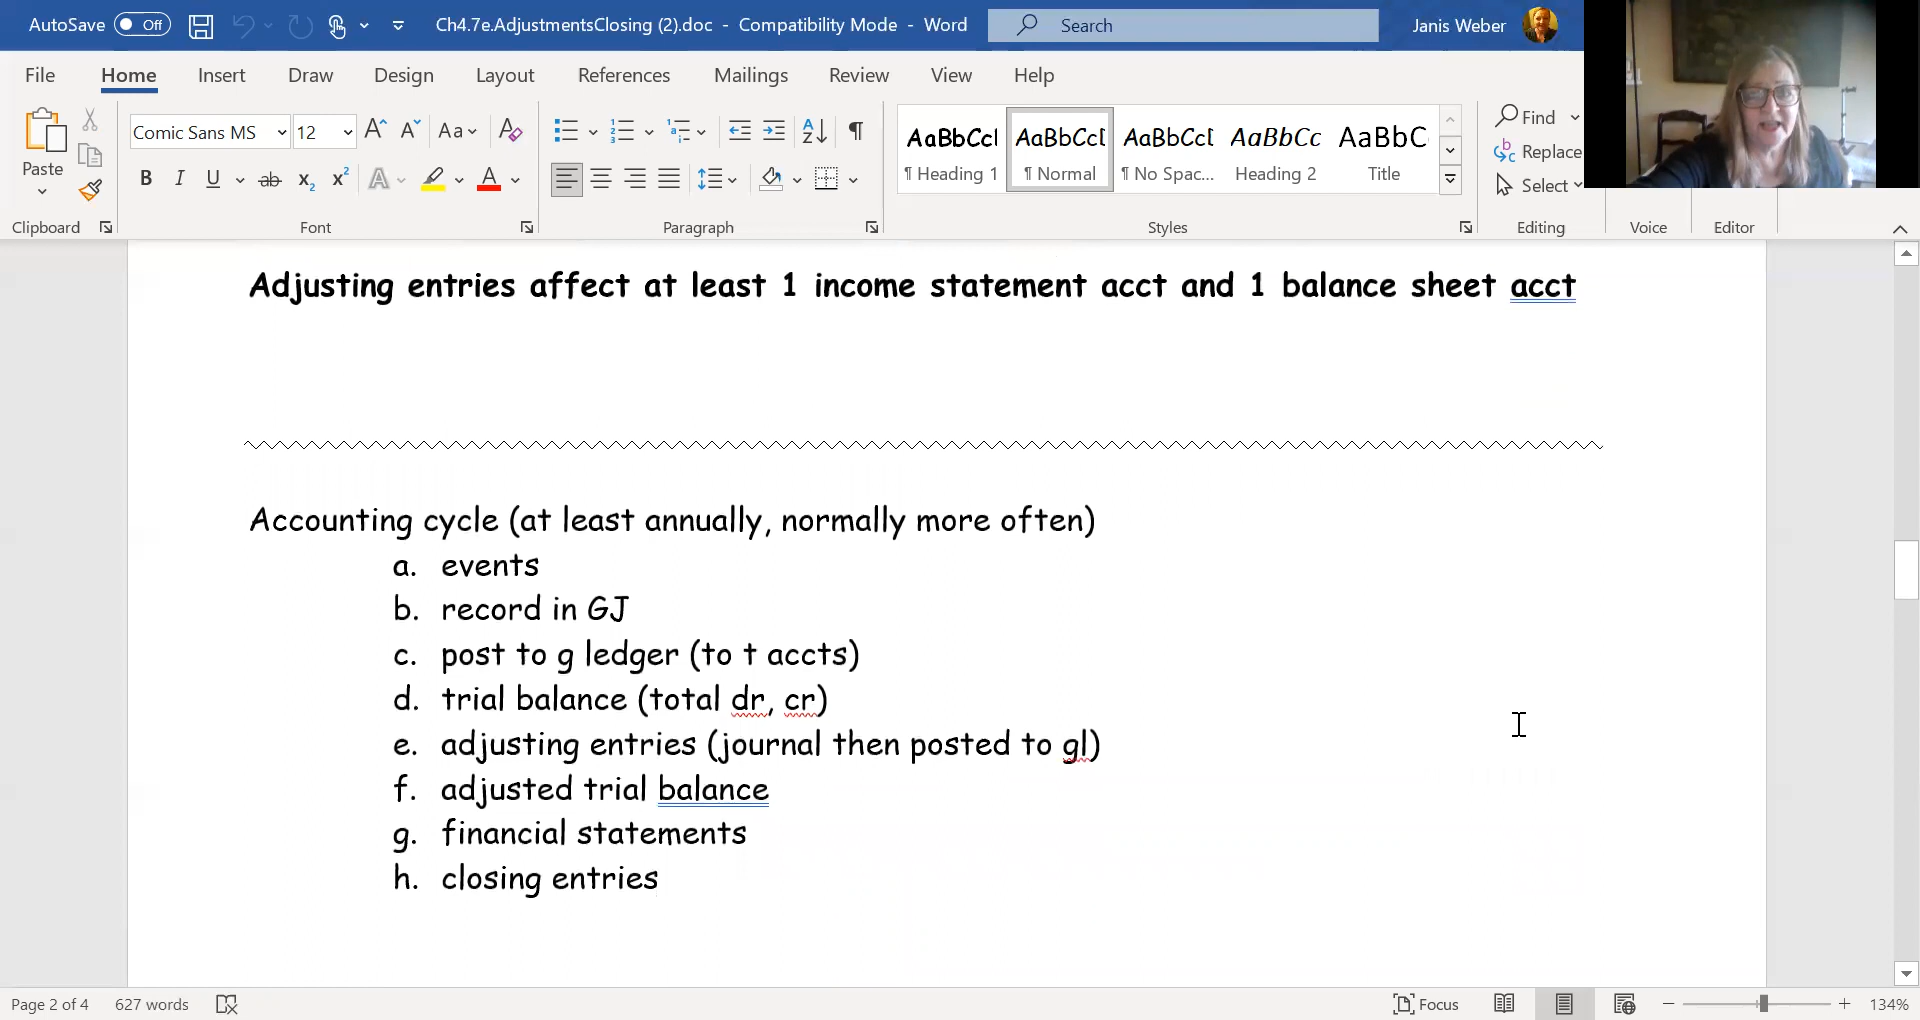 AutoSave Off Ch4.7e.AdjustmentsClosing (2).doc - Compatibility Mode - Word Search Janis Weber
File Home Insert Draw Design Layout References Mailings Review View Help
Comic Sans MS 12 Aa
Paste
B I U ab x2 x2 A A
AaBbCcI AaBbCcI AaBbCcI AaBbCc AaBbC
¶ Heading 1 ¶ Normal ¶ No Spac... Heading 2 Title
Find
Replace
Select
Clipboard Font Paragraph Styles Editing Voice Editor
Adjusting entries affect at least 1 income statement acct and 1 balance sheet acct
Accounting cycle (at least annually, normally more often)
a. events
b. record in GJ
c. post to g ledger (to t accts)
d. trial balance (total dr, cr)
e. adjusting entries (journal then posted to gl)
f. adjusted trial balance
g. financial statements
h. closing entries
Page 2 of 4 627 words Focus 134%